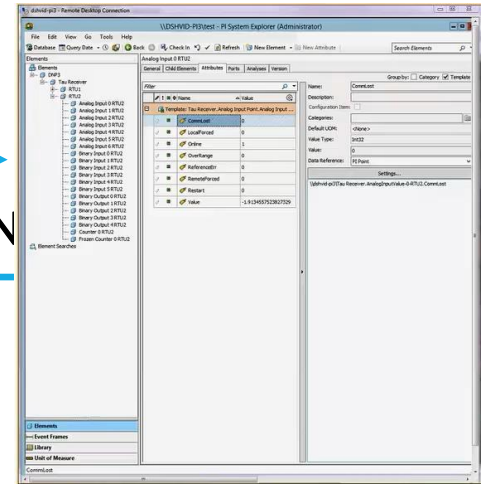 dshvid-pi3 - Remote Desktop Connection
\\DSHVID-PI3\test - PI System Explorer (Administrator)
File Edit View Go Tools Help
Database Query Date Back Check In Refresh New Element New Attribute Search Elements
Elements
Elements
DNP3
Tau Receiver
RTU1
RTU2
Analog Input 0 RTU2
Analog Input 1 RTU2
Analog Input 2 RTU2
Analog Input 3 RTU2
Analog Input 4 RTU2
Analog Input 5 RTU2
Analog Input 6 RTU2
Binary Input 0 RTU2
Binary Input 1 RTU2
Binary Input 2 RTU2
Binary Input 3 RTU2
Binary Input 4 RTU2
Binary Input 5 RTU2
Binary Output 0 RTU2
Binary Output 1 RTU2
Binary Output 2 RTU2
Binary Output 3 RTU2
Binary Output 4 RTU2
Counter 0 RTU2
Frozen Counter 0 RTU2
Element Searches
Elements
Event Frames
Library
Unit of Measure
CommLost
Analog Input 0 RTU2
General Child Elements Attributes Ports Analyses Version
Group by: Category Template
Filter
Name Value
Template: Tau Receiver.Analog Input Point.Analog Input ...
CommLost 0
LocalForced 0
Online 1
OverRange 0
ReferenceErr 0
RemoteForced 0
Restart 0
Value -1.9134557523827329
Name: CommLost
Description:
Configuration Item:
Categories:
Default UOM: <None>
Value Type: Int32
Value: 0
Data Reference: PI Point
Settings...
\\dshvid-pi3\Tau Receiver.AnalogInputValue-0-RTU2.CommLost
N